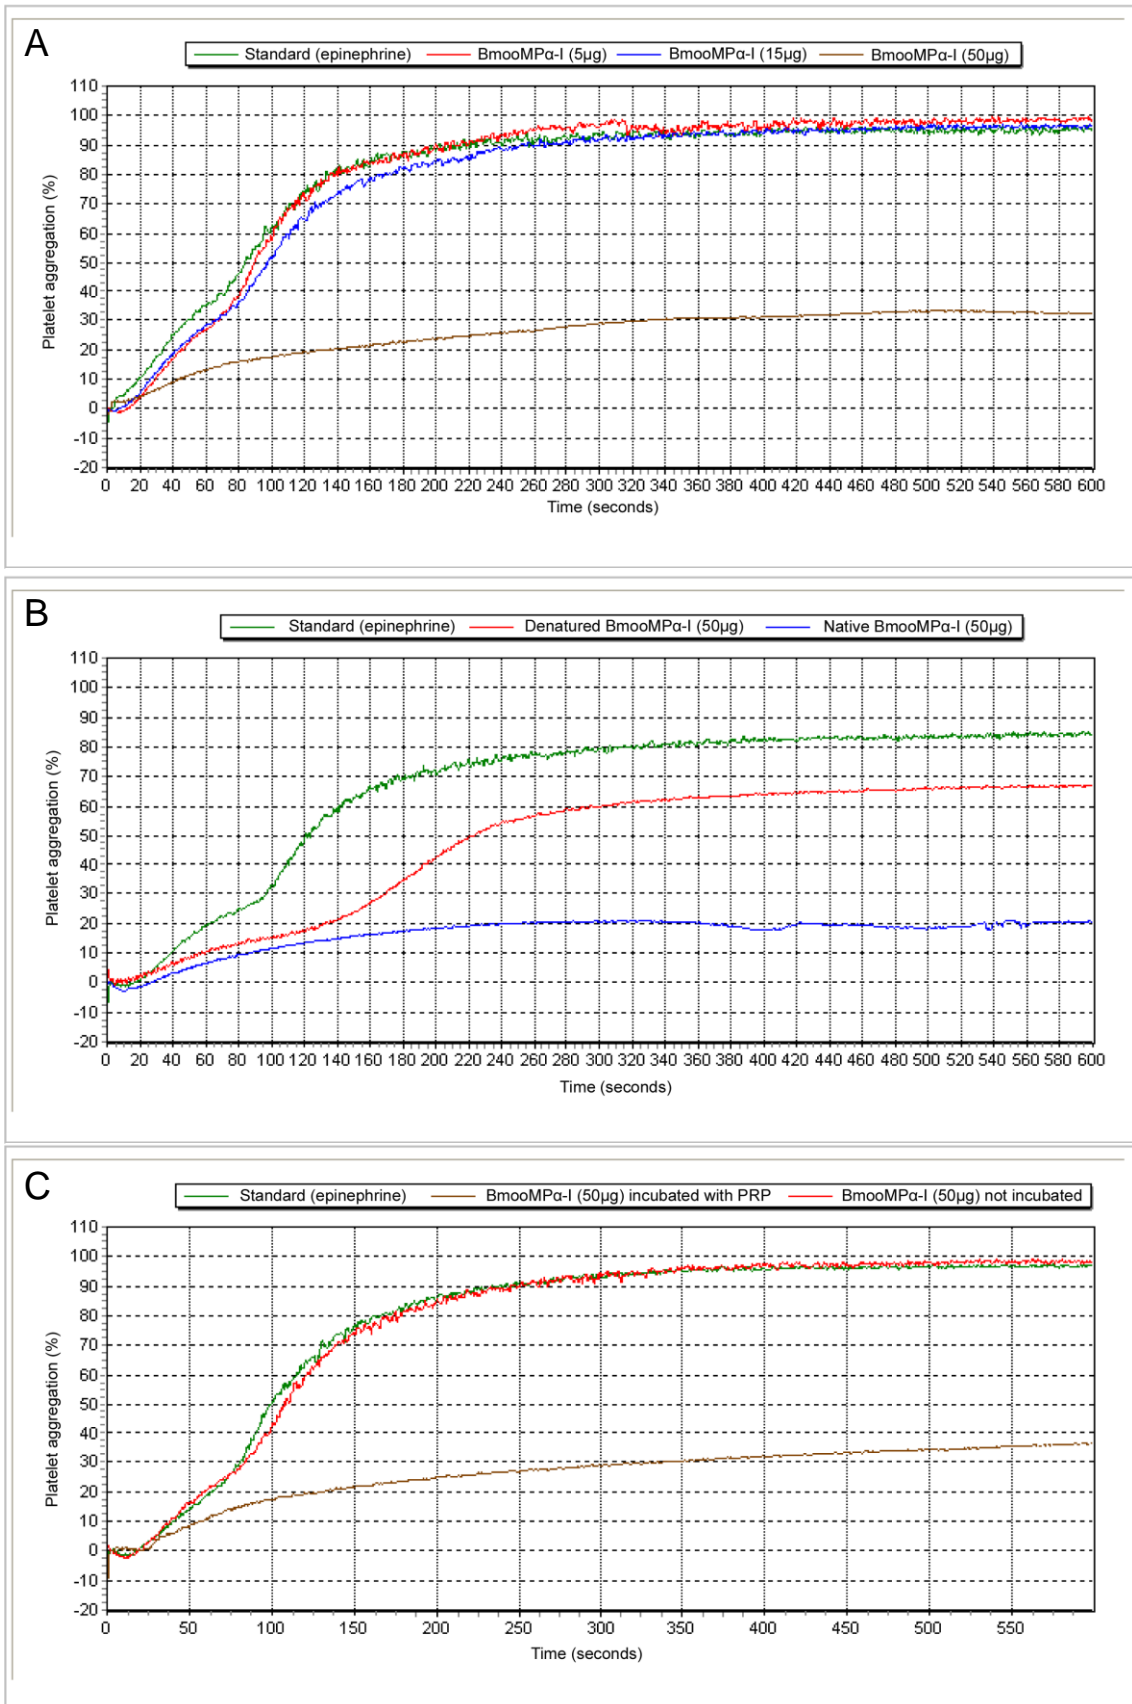 A
Standard (epinephrine) BmooMPα-I (5µg) BmooMPα-I (15µg) BmooMPα-I (50µg)
110
100
90
80
70
60
50
40
30
20
10
0
-10
-20
Platelet aggregation (%)
0 20 40 60 80 100 120 140 160 180 200 220 240 260 280 300 320 340 360 380 400 420 440 460 480 500 520 540 560 580 600
Time (seconds)
B
Standard (epinephrine) Denatured BmooMPα-I (50µg) Native BmooMPα-I (50µg)
110
100
90
80
70
60
50
40
30
20
10
0
-10
-20
Platelet aggregation (%)
0 20 40 60 80 100 120 140 160 180 200 220 240 260 280 300 320 340 360 380 400 420 440 460 480 500 520 540 560 580 600
Time (seconds)
C
Standard (epinephrine) BmooMPα-I (50µg) incubated with PRP BmooMPα-I (50µg) not incubated
110
100
90
80
70
60
50
40
30
20
10
0
-10
-20
Platelet aggregation (%)
0 50 100 150 200 250 300 350 400 450 500 550
Time (seconds)